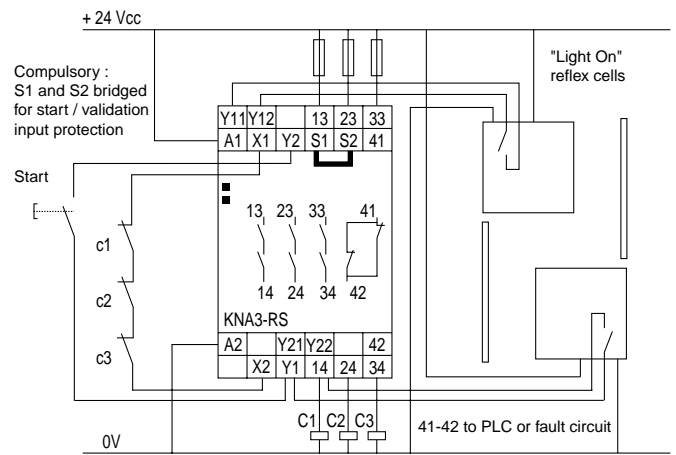 + 24 Vcc
Compulsory :
S1 and S2 bridged
for start / validation
input protection
"Light On"
reflex cells
Y11 Y12 13 23 33
A1 X1 Y2 S1 S2 41
Start
13 23 33 41
c1
c2
c3
14 24 34 42
KNA3-RS
A2 Y21 Y22 42
X2 Y1 14 24 34
C1 C2 C3
41-42 to PLC or fault circuit
0V